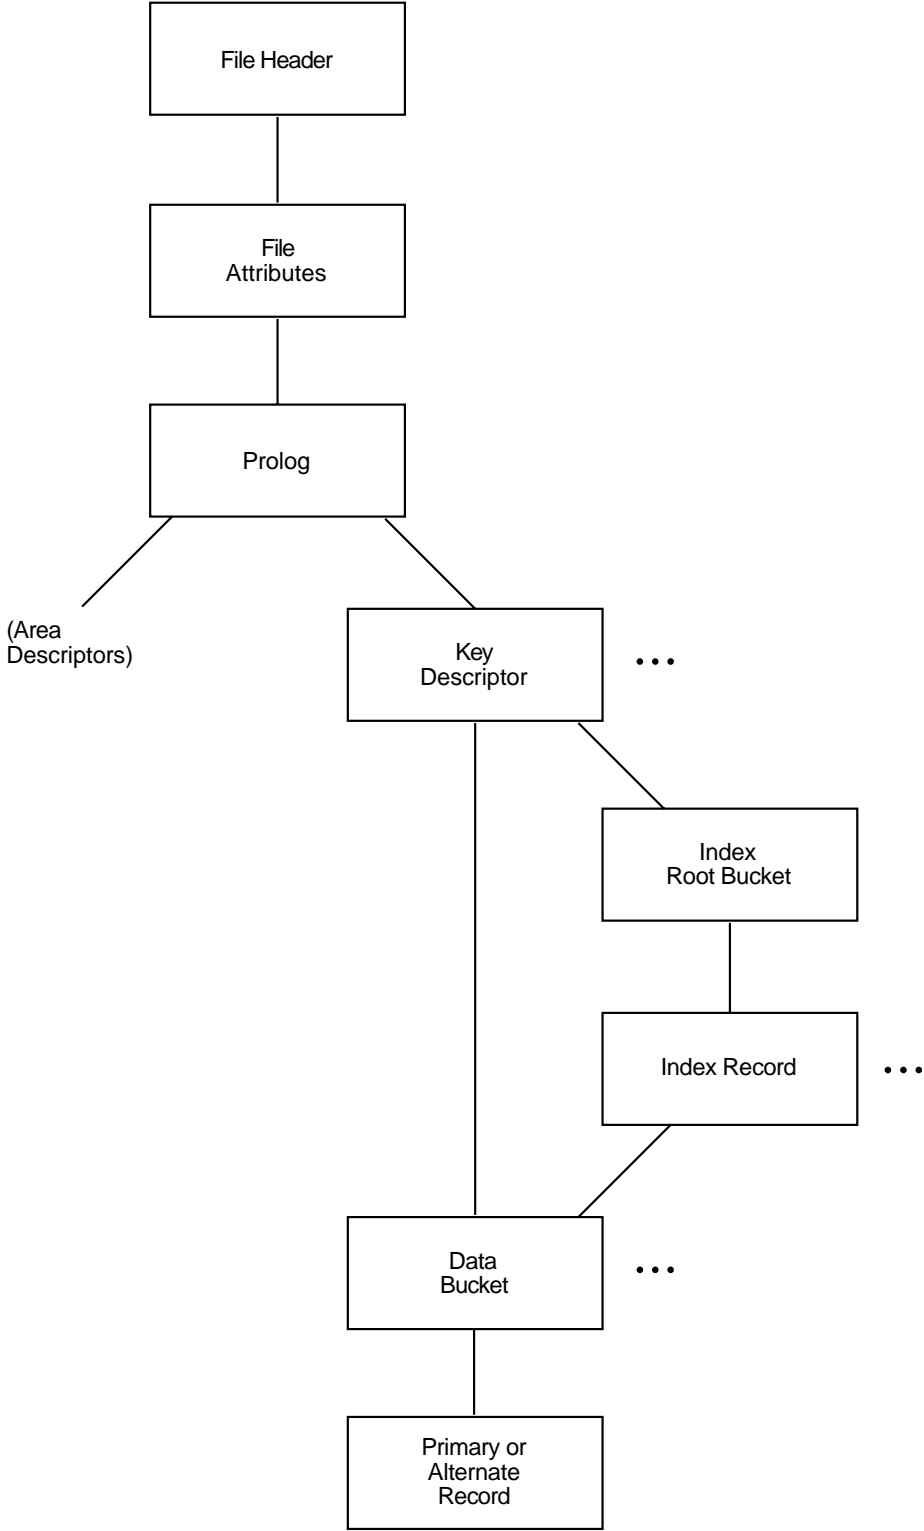 File Header
File
Attributes
Prolog
(Area
Descriptors)
Key
Descriptor
...
Index
Root Bucket
Index Record
...
Data
Bucket
...
Primary or
Alternate
Record